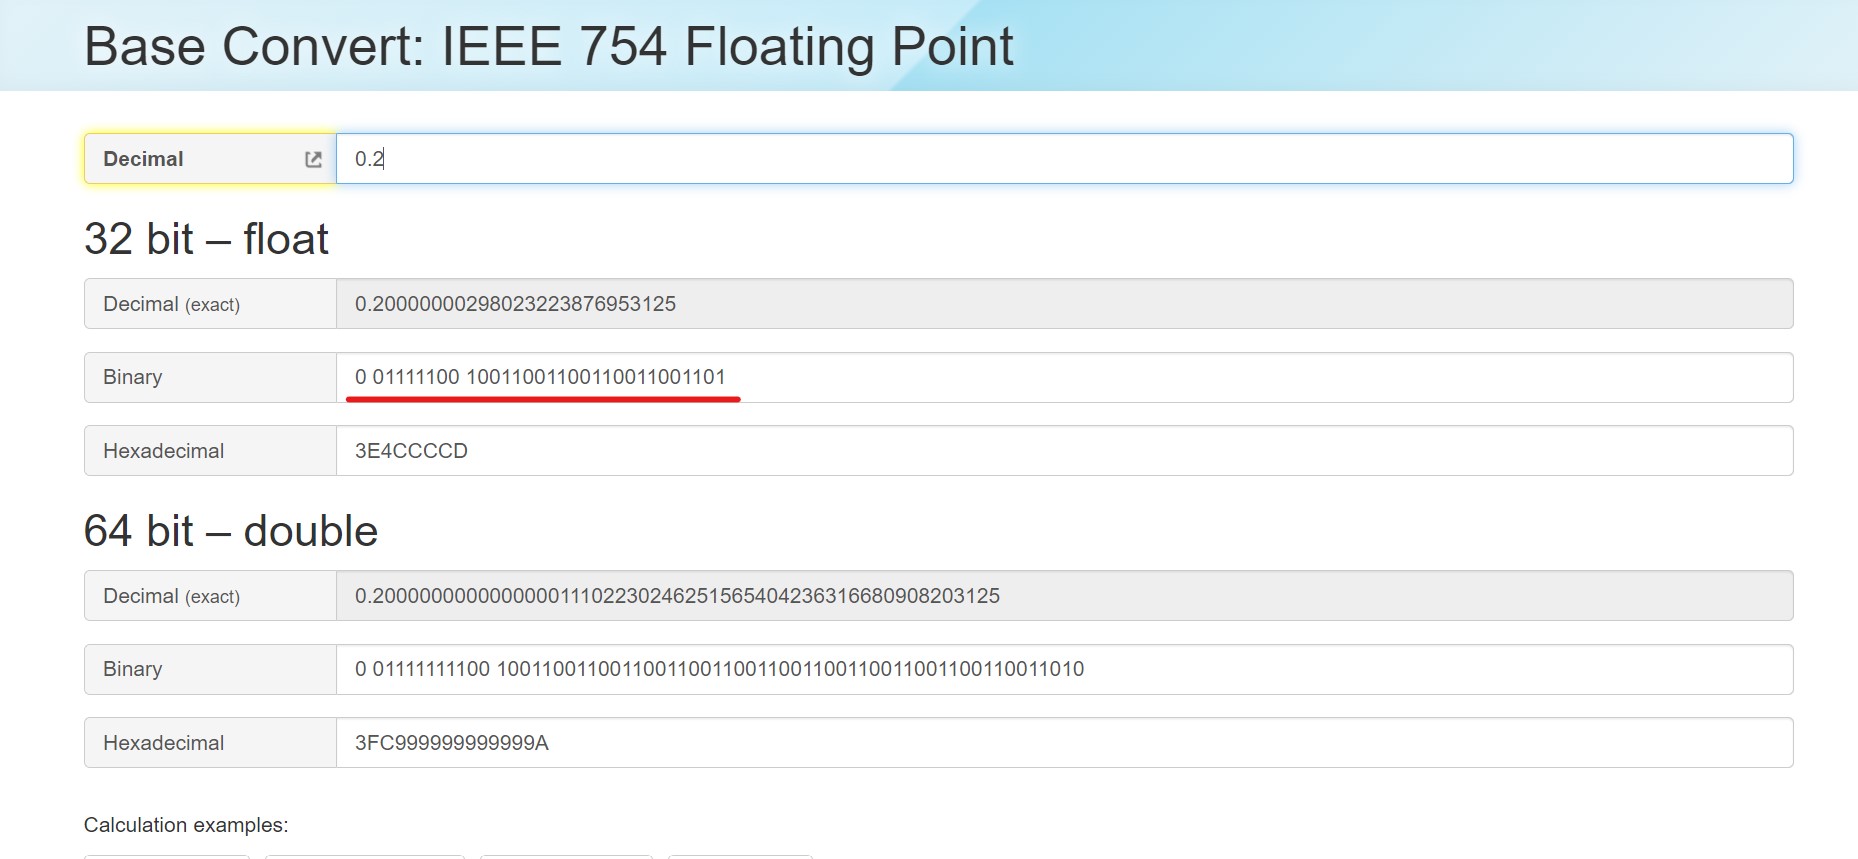 Base Convert: IEEE 754 Floating Point
Decimal 0.2
32 bit – float
Decimal (exact) 0.20000000298023223876953125
Binary 0 01111100 10011001100110011001101
Hexadecimal 3E4CCCCD
64 bit – double
Decimal (exact) 0.200000000000000011102230246251565404236316680908203125
Binary 0 01111111100 1001100110011001100110011001100110011001100110011010
Hexadecimal 3FC999999999999A
Calculation examples: